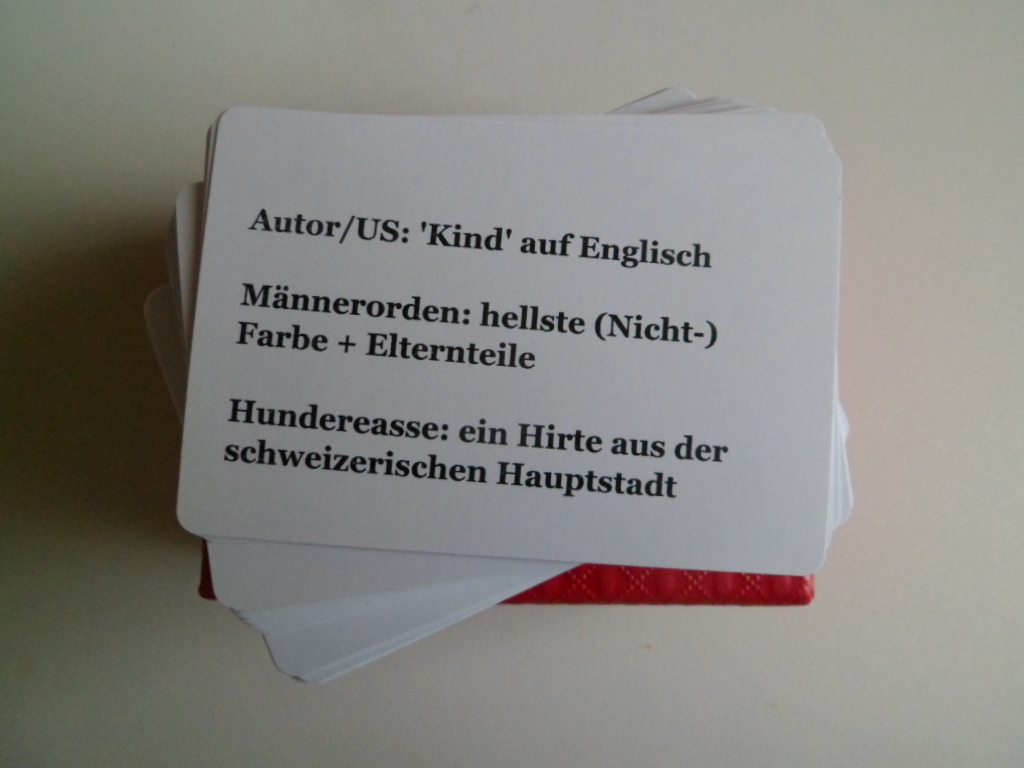 Autor/US: 'Kind' auf Englisch
Männerorden: hellste (Nicht-)
Farbe + Elternteile
Hundereasse: ein Hirte aus der
schweizerischen Hauptstadt